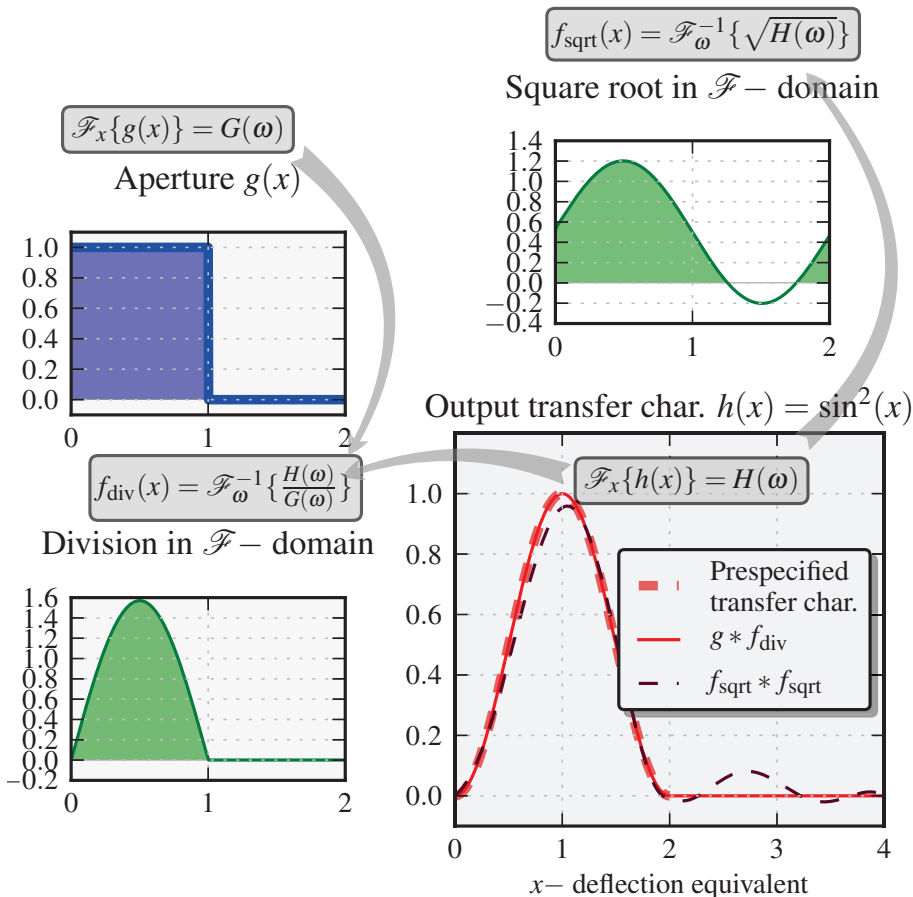 f_sqrt(x) = ℱ_ω^{-1}{√H(ω)}
Square root in ℱ − domain
ℱ_x{g(x)} = G(ω)
Aperture g(x)
1.4
1.2
1.0
0.8
0.6
0.4
0.2
0.0
−0.2
−0.4
0 1 2
1.0
0.8
0.6
0.4
0.2
0.0
0 1 2
Output transfer char. h(x) = sin²(x)
f_div(x) = ℱ_ω^{-1}{H(ω)/G(ω)}
Division in ℱ − domain
1.6
1.4
1.2
1.0
0.8
0.6
0.4
0.2
0.0
−0.2
0 1 2
ℱ_x{h(x)} = H(ω)
1.0
0.8
0.6
0.4
0.2
0.0
Prespecified
transfer char.
g ∗ f_div
f_sqrt ∗ f_sqrt
0 1 2 3 4
x− deflection equivalent